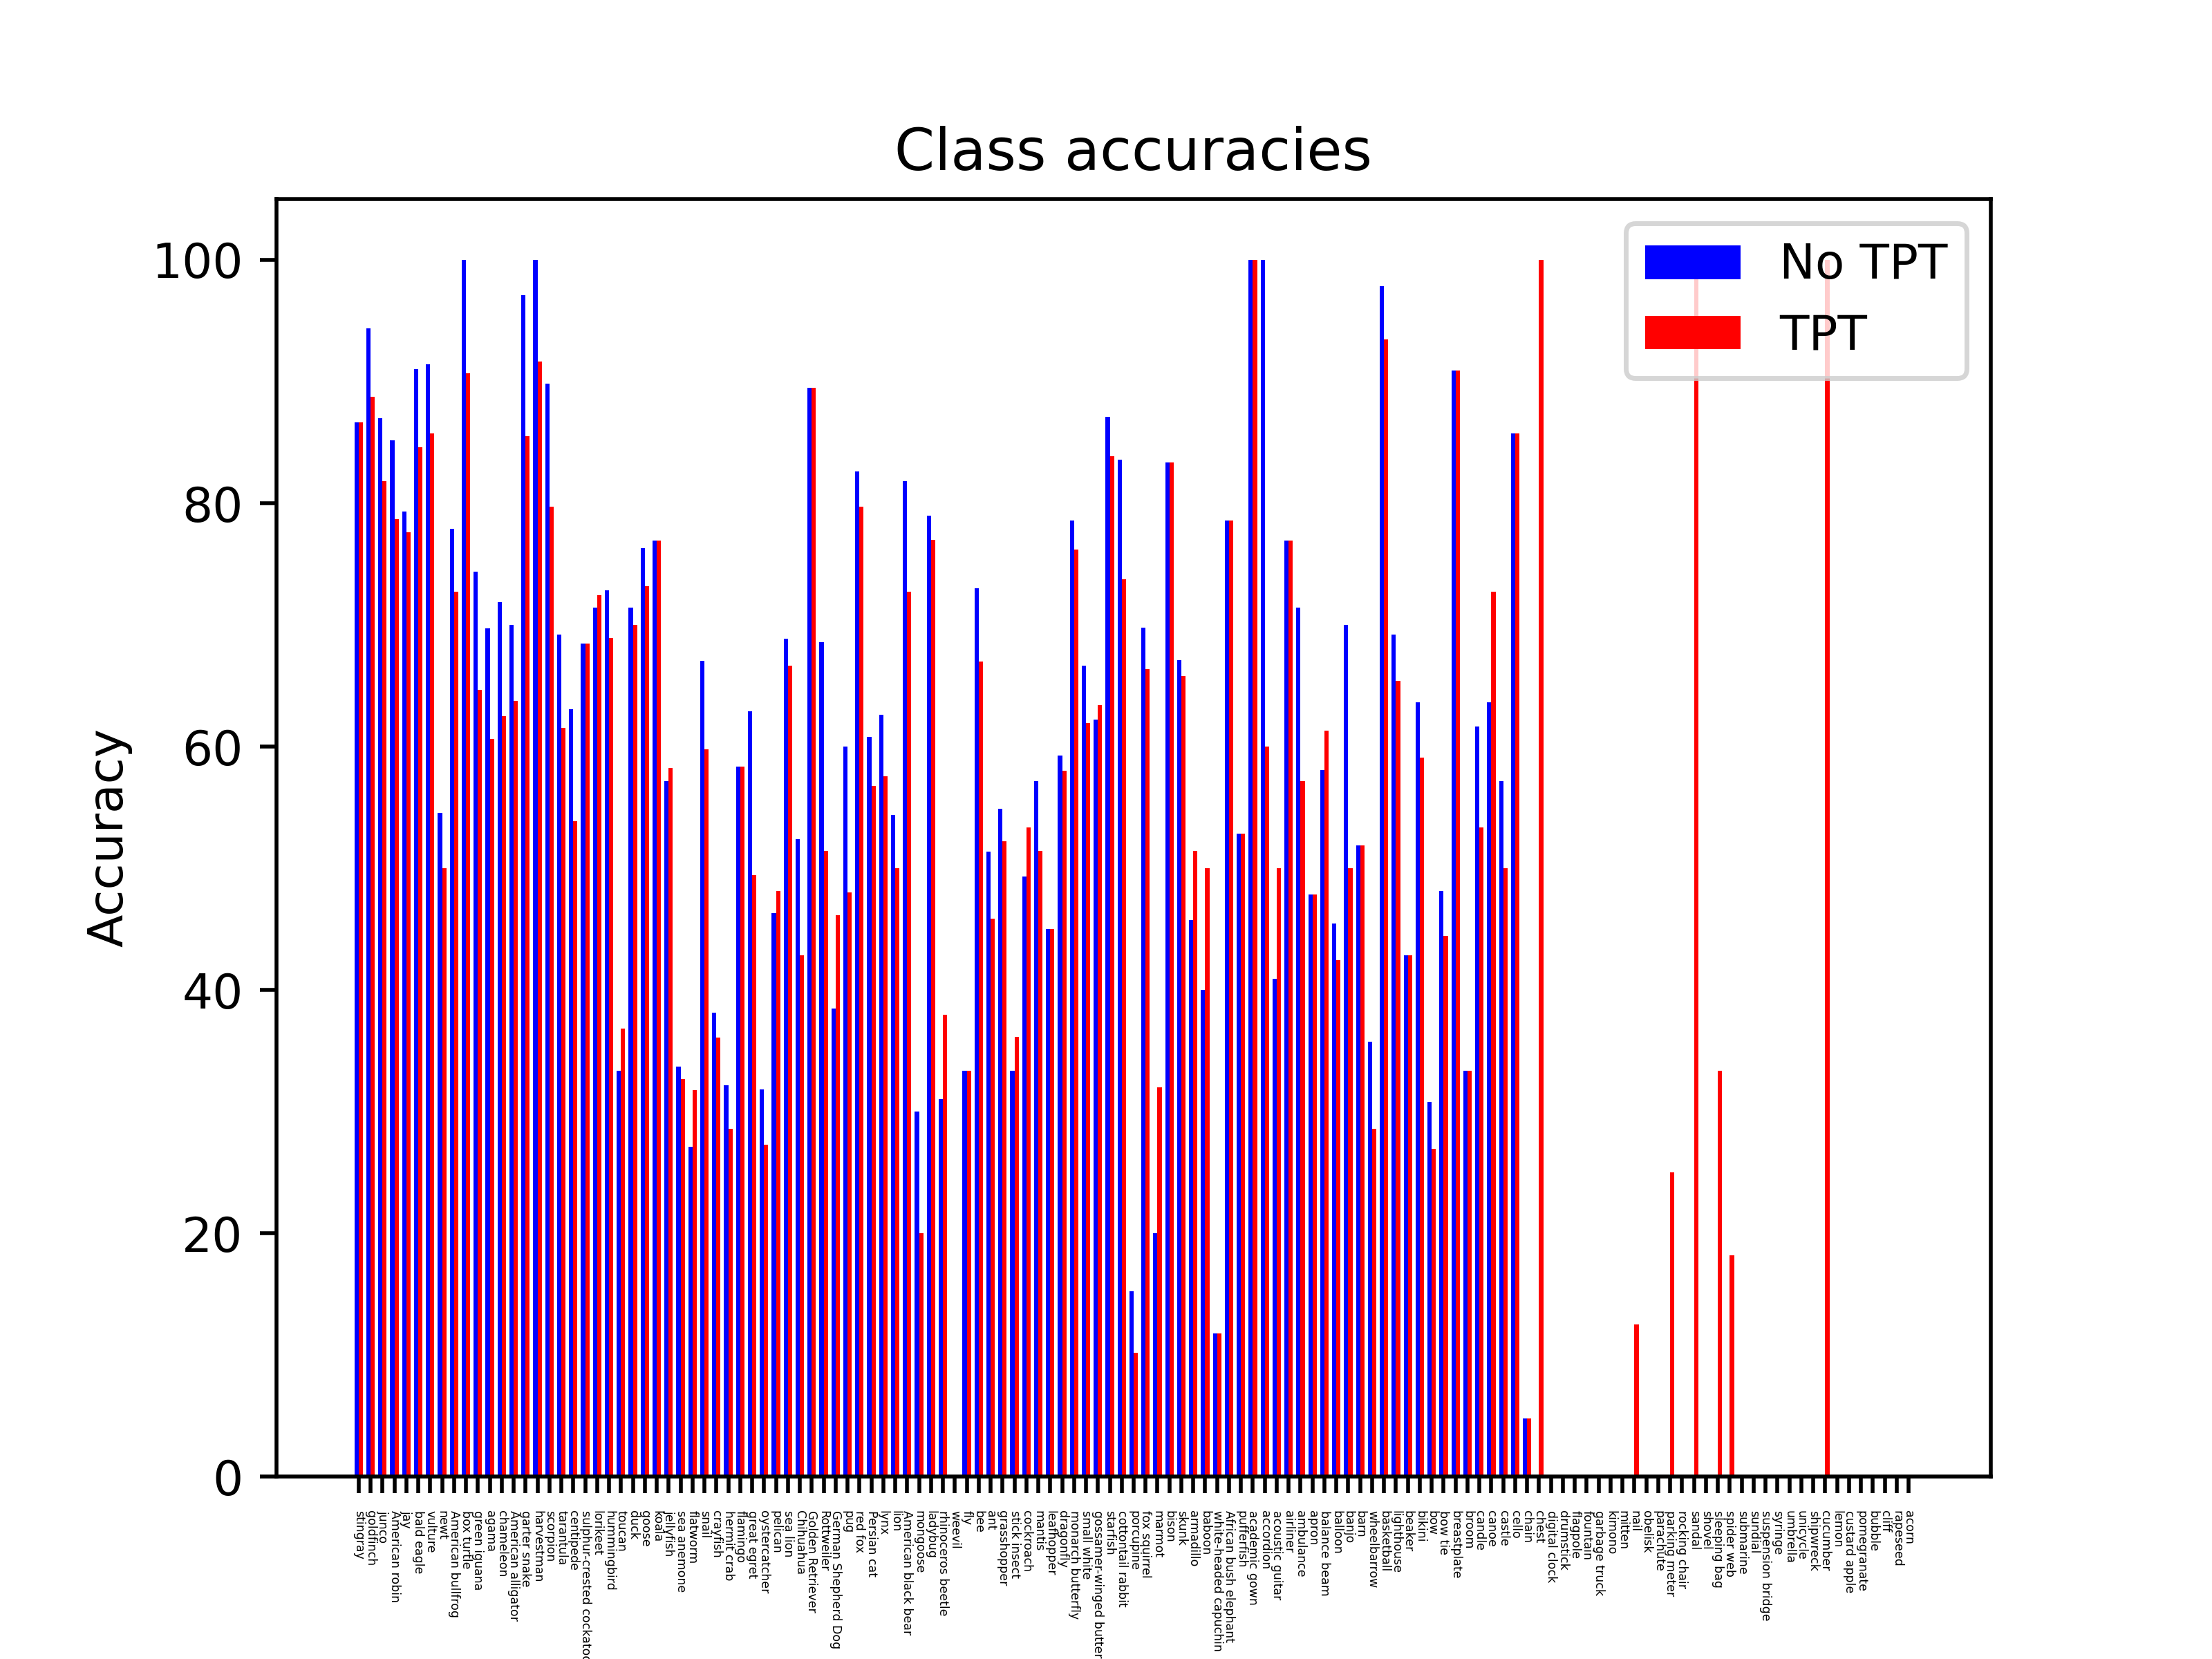 Class accuracies
No TPT
TPT
Accuracy
100
80
60
40
20
0
stingray
goldfinch
junco
American robin
jay
bald eagle
vulture
newt
American bullfrog
box turtle
green iguana
agama
chameleon
American alligator
garter snake
harvestman
scorpion
tarantula
centipede
sulphur-crested cockatoo
lorikeet
hummingbird
toucan
duck
goose
koala
jellyfish
sea anemone
flatworm
snail
crayfish
hermit crab
flamingo
great egret
oystercatcher
pelican
sea lion
Chihuahua
Golden Retriever
Rottweiler
German Shepherd Dog
pug
red fox
Persian cat
lynx
lion
American black bear
mongoose
ladybug
rhinoceros beetle
weevil
fly
bee
ant
grasshopper
stick insect
cockroach
mantis
leafhopper
dragonfly
monarch butterfly
small white
gossamer-winged butter
starfish
cottontail rabbit
porcupine
fox squirrel
marmot
bison
skunk
armadillo
baboon
white-headed capuchin
African bush elephant
pufferfish
academic gown
accordion
acoustic guitar
airliner
ambulance
apron
balance beam
balloon
banjo
barn
wheelbarrow
basketball
lighthouse
beaker
bikini
bow
bow tie
breastplate
broom
candle
canoe
castle
cello
chain
chest
digital clock
drumstick
flagpole
fountain
garbage truck
kimono
mitten
nail
obelisk
parachute
parking meter
rocking chair
sandal
shovel
sleeping bag
spider web
submarine
sundial
suspension bridge
syringe
umbrella
unicycle
shipwreck
cucumber
lemon
custard apple
pomegranate
bubble
cliff
rapeseed
acorn